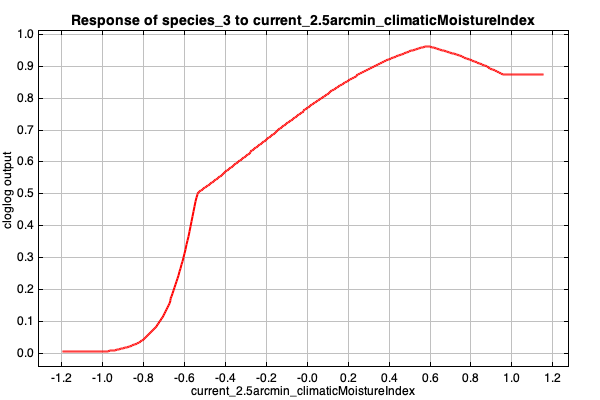 Response of species_3 to current_2.5arcmin_climaticMoistureIndex
1.0
0.9
0.8
0.7
0.6
0.5
0.4
0.3
0.2
0.1
0.0
cloglog output
-1.2 -1.0 -0.8 -0.6 -0.4 -0.2 0.0 0.2 0.4 0.6 0.8 1.0 1.2
current_2.5arcmin_climaticMoistureIndex